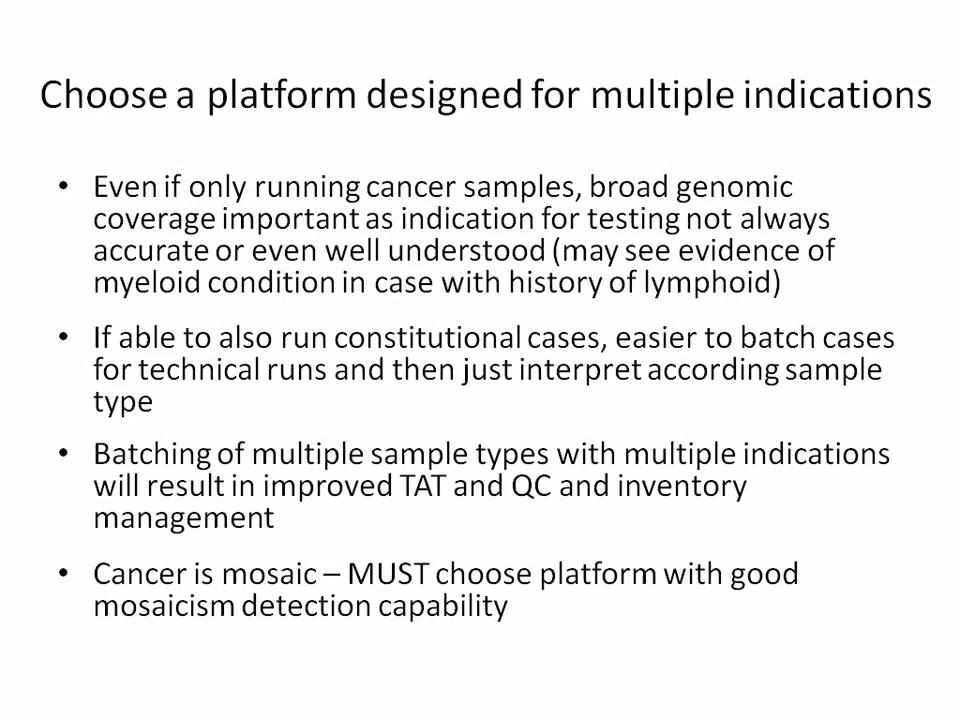 Choose a platform designed for multiple indications
• Even if only running cancer samples, broad genomic
coverage important as indication for testing not always
accurate or even well understood (may see evidence of
myeloid condition in case with history of lymphoid)
• If able to also run constitutional cases, easier to batch cases
for technical runs and then just interpret according sample
type
• Batching of multiple sample types with multiple indications
will result in improved TAT and QC and inventory
management
• Cancer is mosaic – MUST choose platform with good
mosaicism detection capability